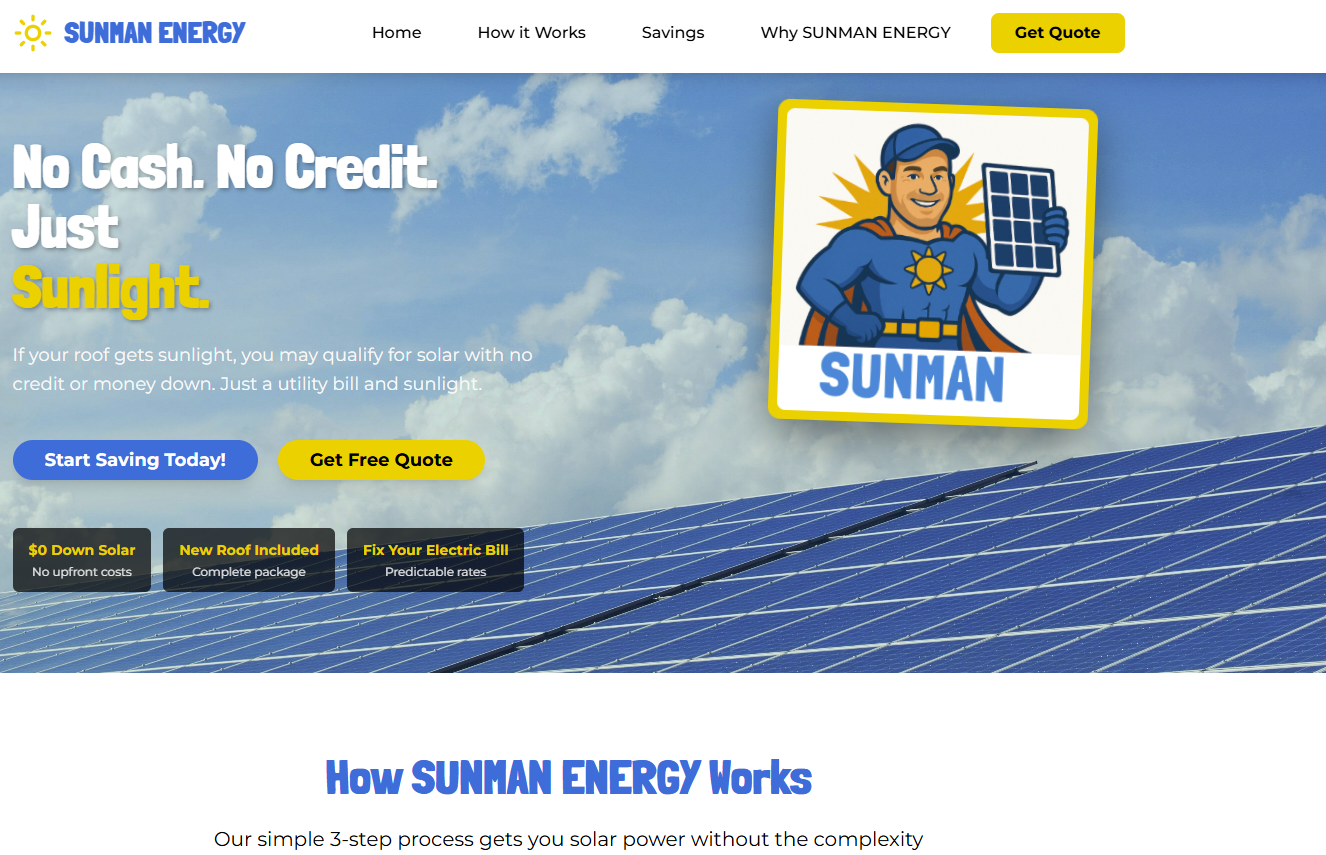 SUNMAN ENERGY
Home
How it Works
Savings
Why SUNMAN ENERGY
Get Quote
No Cash. No Credit.
Just
Sunlight.
If your roof gets sunlight, you may qualify for solar with no
credit or money down. Just a utility bill and sunlight.
Start Saving Today!
Get Free Quote
$0 Down Solar
No upfront costs
New Roof Included
Complete package
Fix Your Electric Bill
Predictable rates
SUNMAN
How SUNMAN ENERGY Works
Our simple 3-step process gets you solar power without the complexity